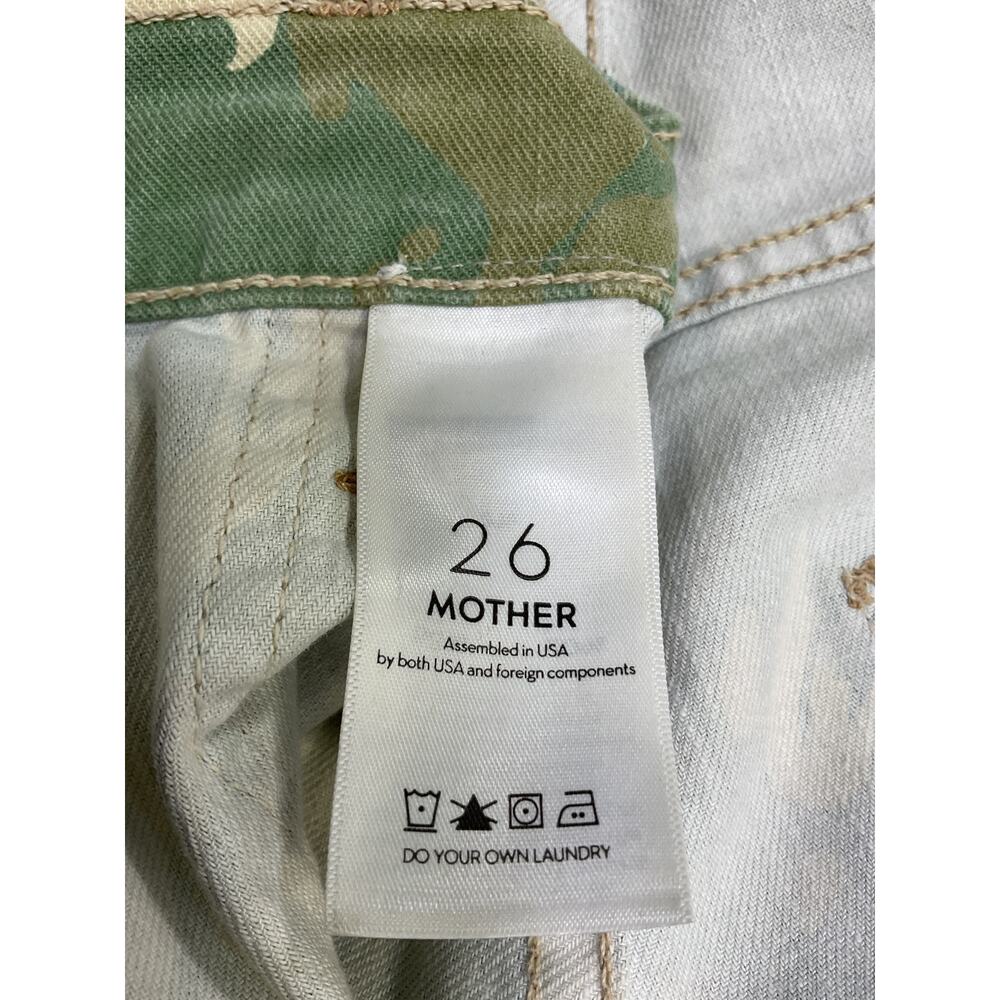 26
MOTHER
Assembled in USA
by both USA and foreign components
DO YOUR OWN LAUNDRY